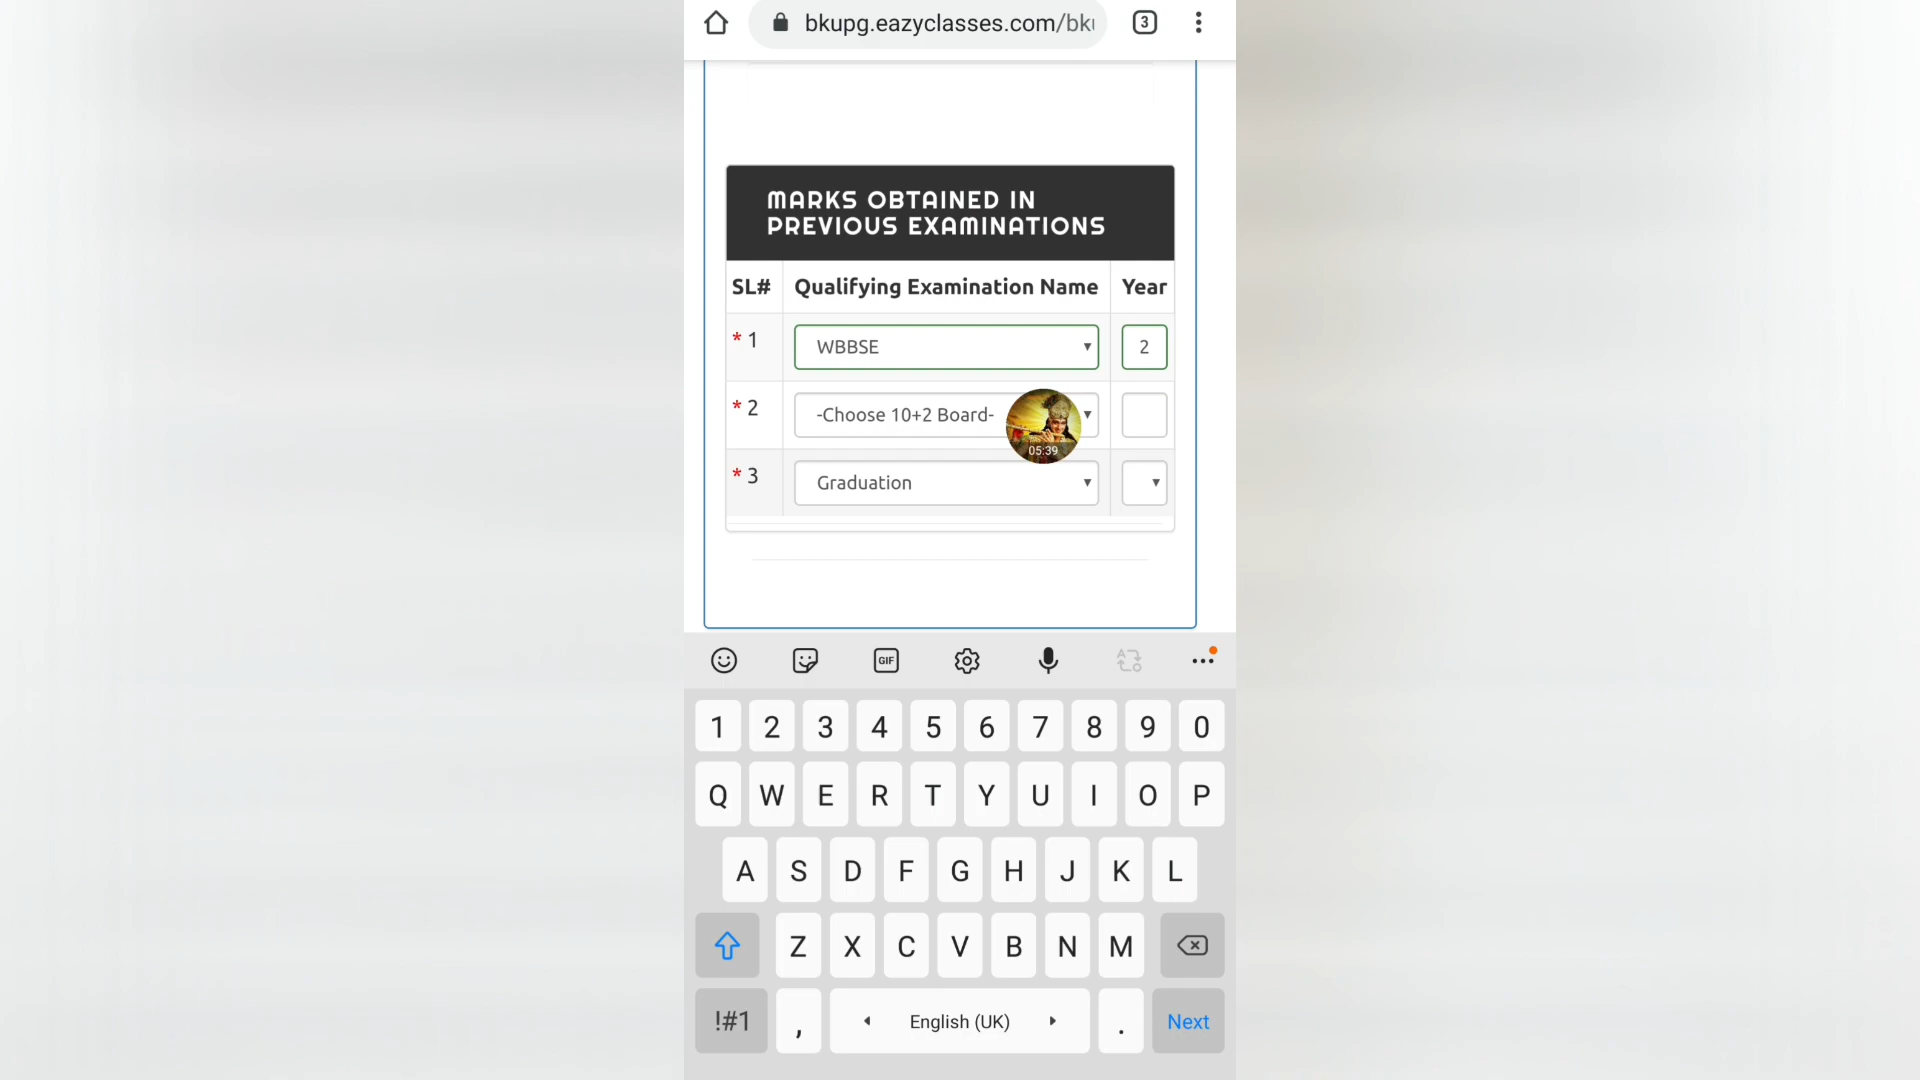 bkupg.eazyclasses.com/bk
3
MARKS OBTAINED IN
PREVIOUS EXAMINATIONS
SL# Qualifying Examination Name Year
* 1 WBBSE 2
* 2 -Choose 10+2 Board-
05:39
* 3 Graduation
GIF
1 2 3 4 5 6 7 8 9 0
Q W E R T Y U I O P
A S D F G H J K L
Z X C V B N M
!#1 , English (UK) . Next